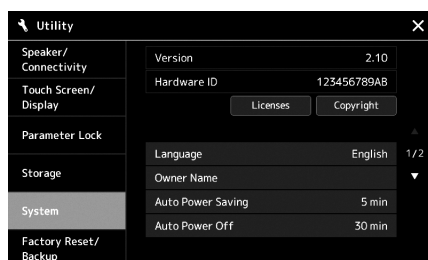 Utility
Speaker/
Connectivity
Touch Screen/
Display
Parameter Lock
Storage
System
Factory Reset/
Backup
Version 2.10
Hardware ID 123456789AB
Licenses Copyright
Language English
1/2
Owner Name
Auto Power Saving 5 min
Auto Power Off 30 min